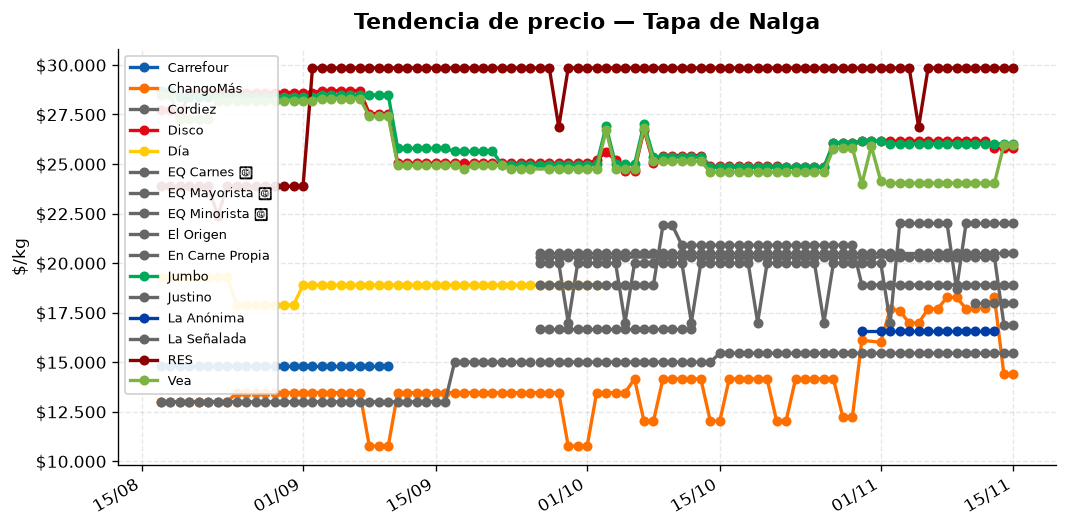 Tendencia de precio — Tapa de Nalga
$/kg
$30.000
$27.500
$25.000
$22.500
$20.000
$17.500
$15.000
$12.500
$10.000
Carrefour
ChangoMás
Cordiez
Disco
Día
EQ Carnes
EQ Mayorista
EQ Minorista
El Origen
En Carne Propia
Jumbo
Justino
La Anónima
La Señalada
RES
Vea
15/08
01/09
15/09
01/10
15/10
01/11
15/11